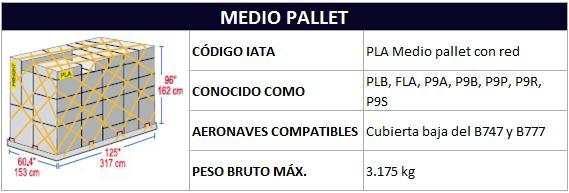 MEDIO PALLET
CÓDIGO IATA
PLA Medio pallet con red
CONOCIDO COMO
PLB, FLA, P9A, P9B, P9P, P9R,
P9S
AERONAVES COMPATIBLES
Cubierta baja del B747 y B777
PESO BRUTO MÁX.
3.175 kg
PLA
96"
162 cm
60,4"
153 cm
125"
317 cm